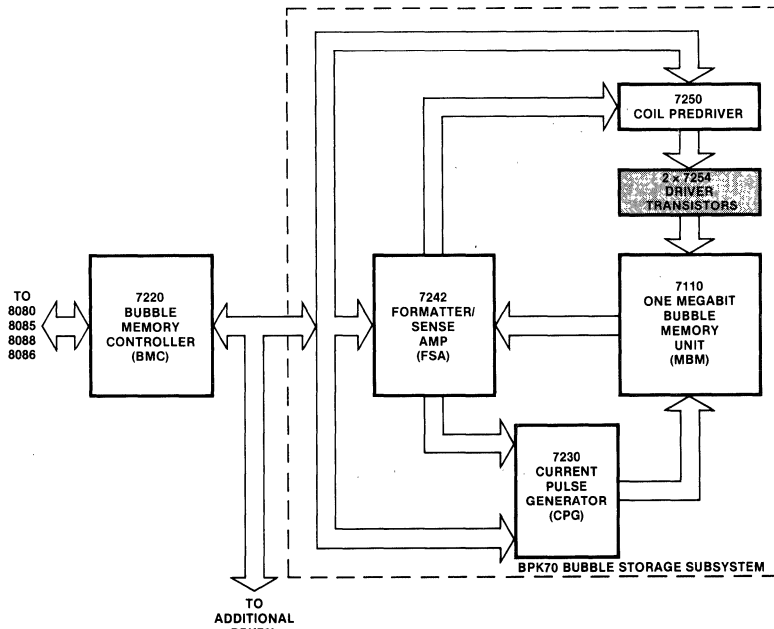 7250
COIL PREDRIVER
2 × 7254
DRIVER
TRANSISTORS
TO
8080
8085
8088
8086
7220
BUBBLE
MEMORY
CONTROLLER
(BMC)
7242
FORMATTER/
SENSE
AMP
(FSA)
7110
ONE MEGABIT
BUBBLE
MEMORY
UNIT
(MBM)
7230
CURRENT
PULSE
GENERATOR
(CPG)
BPK70 BUBBLE STORAGE SUBSYSTEM
TO
ADDITIONAL